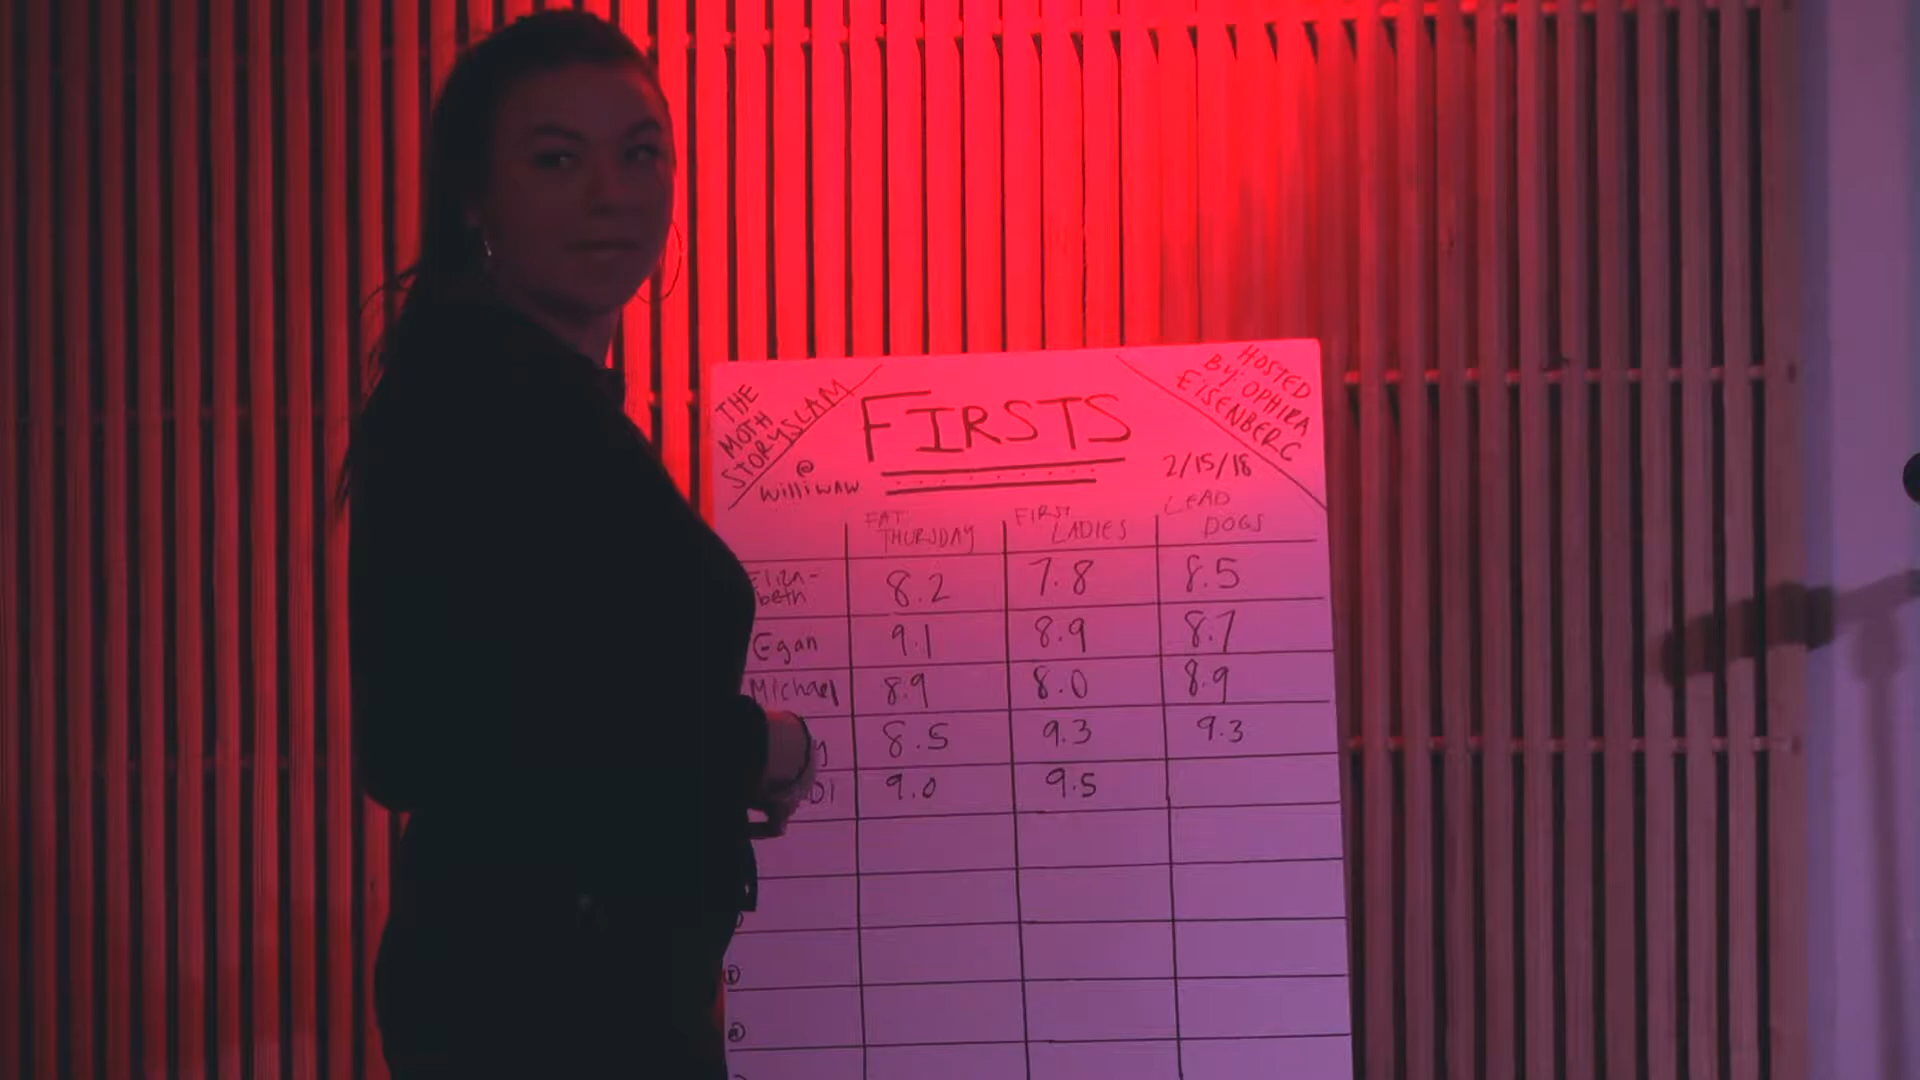 THE
MOTH
STORYSLAM
@
Williwaw
FIRSTS
HOSTED
BY: OPHIRA
EISENBERG
2/15/18
FAT THURSDAY
FIRST LADIES
LEAD DOGS
Eliza-
beth
8.2 7.8 8.5
Egan 9.1 8.9 8.7
Michael 8.9 8.0 8.9
8.5 9.3 9.3
9.0 9.5